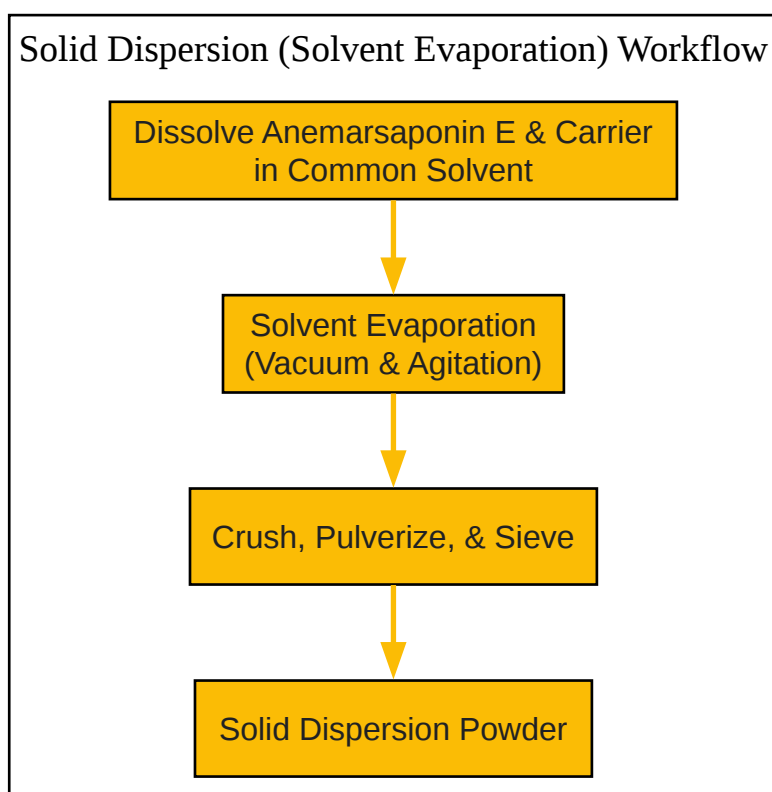 Solid Dispersion (Solvent Evaporation) Workflow
Dissolve Anemarsaponin E & Carrier
in Common Solvent
Solvent Evaporation
(Vacuum & Agitation)
Crush, Pulverize, & Sieve
Solid Dispersion Powder